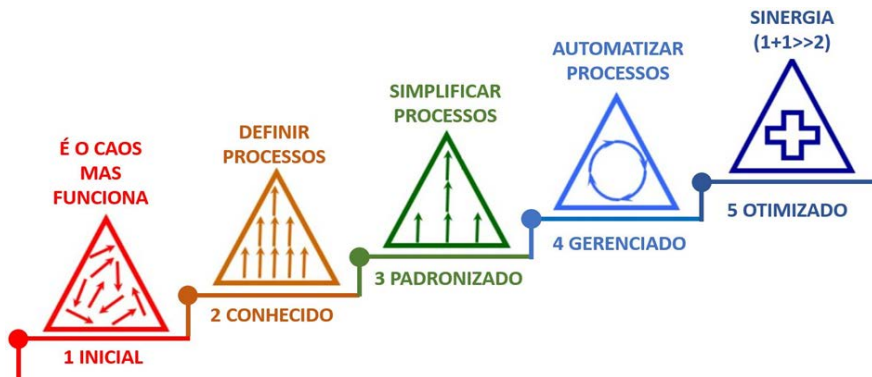 É O CAOS
MAS
FUNCIONA
1 INICIAL
DEFINIR
PROCESSOS
2 CONHECIDO
SIMPLIFICAR
PROCESSOS
3 PADRONIZADO
AUTOMATIZAR
PROCESSOS
4 GERENCIADO
SINERGIA
(1+1>>2)
5 OTIMIZADO